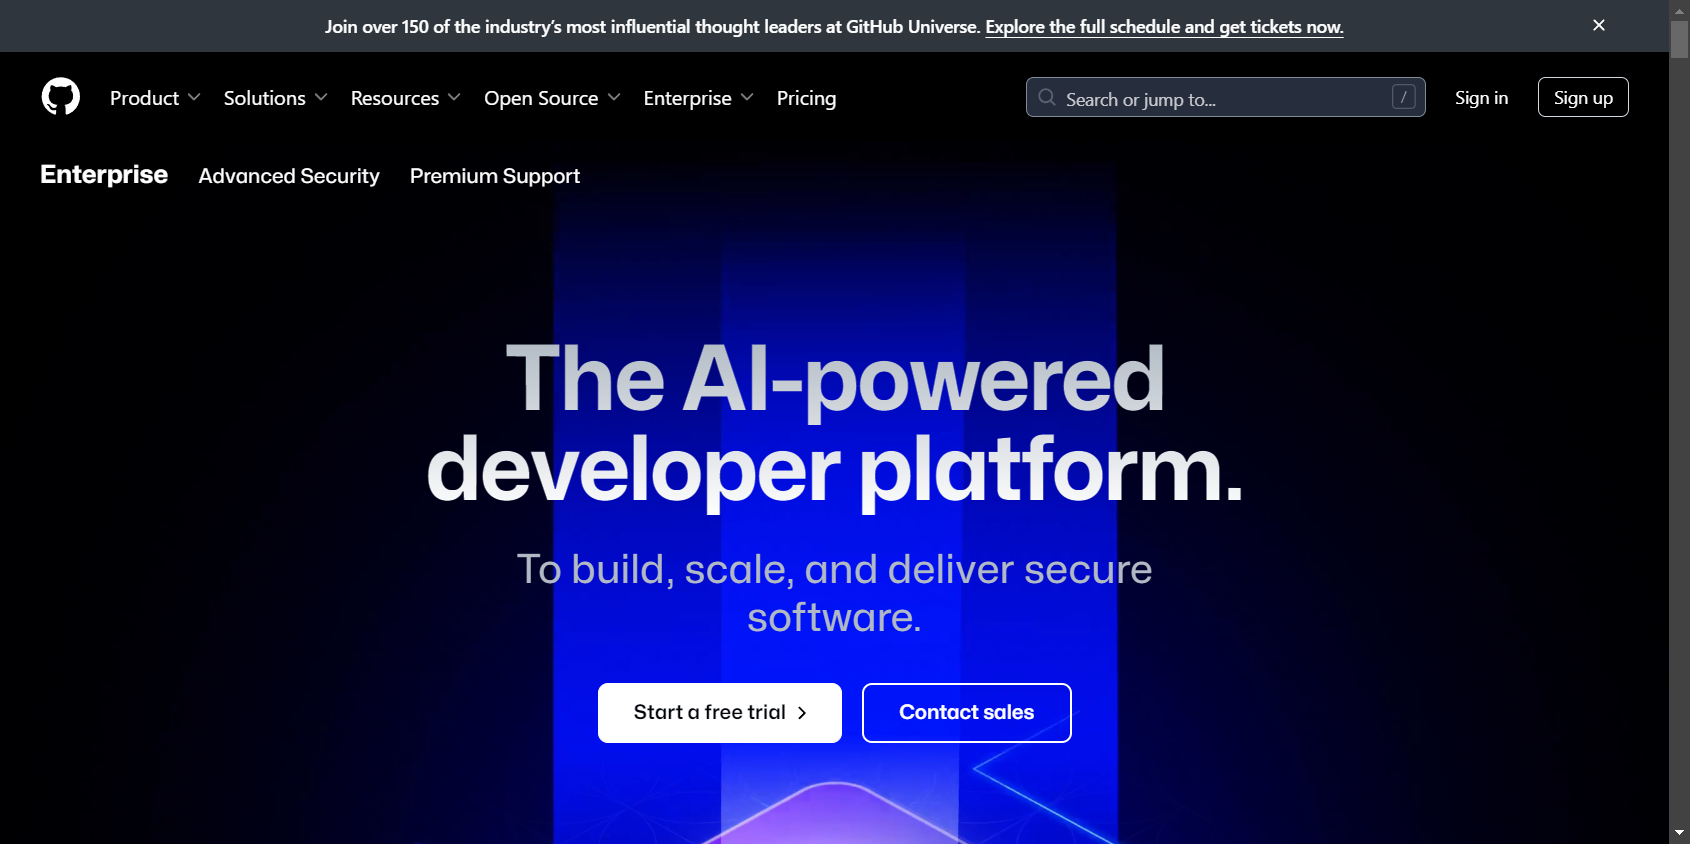 Join over 150 of the industry’s most influential thought leaders at GitHub Universe. Explore the full schedule and get tickets now.
Product Solutions Resources Open Source Enterprise Pricing Search or jump to... / Sign in Sign up
Enterprise Advanced Security Premium Support
The AI-powered
developer platform.
To build, scale, and deliver secure
software.
Start a free trial Contact sales